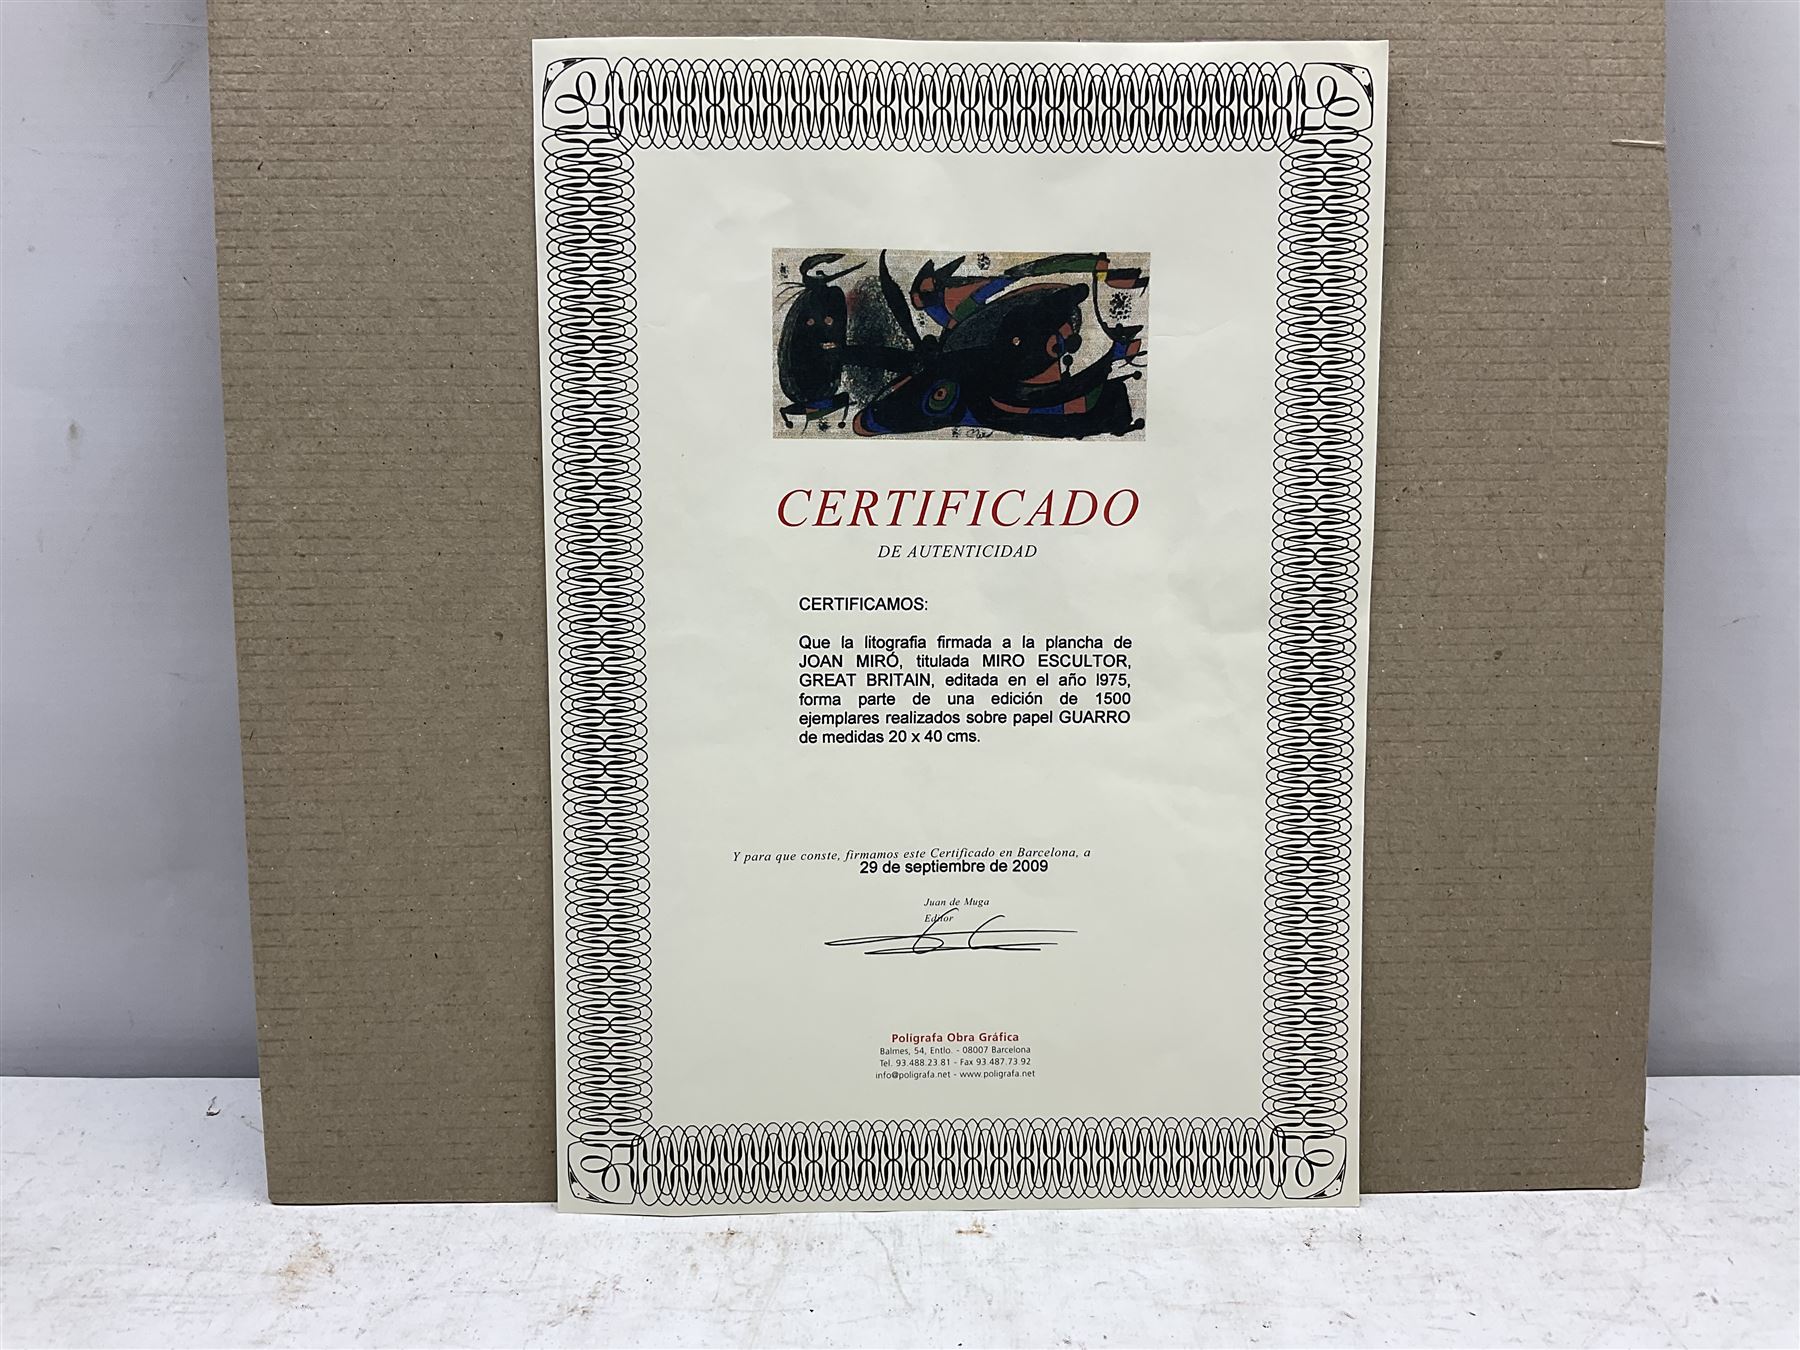 CERTIFICADO
DE AUTENTICIDAD
CERTIFICAMOS:
Que la litografia firmada a la plancha de
JOAN MIRÓ, titulada MIRO ESCULTOR,
GREAT BRITAIN, editada en el año l975,
forma parte de una edición de 1500
ejemplares realizados sobre papel GUARRO
de medidas 20 x 40 cms.
Y para que conste, firmamos este Certificado en Barcelona, a
29 de septiembre de 2009
Juan de Muga
Editor
Polígrafa Obra Gráfica
Balmes, 54, Entlo. - 08007 Barcelona
Tel. 93.488.23.81 - Fax 93.487.73.92
info@poligrafa.net - www.poligrafa.net